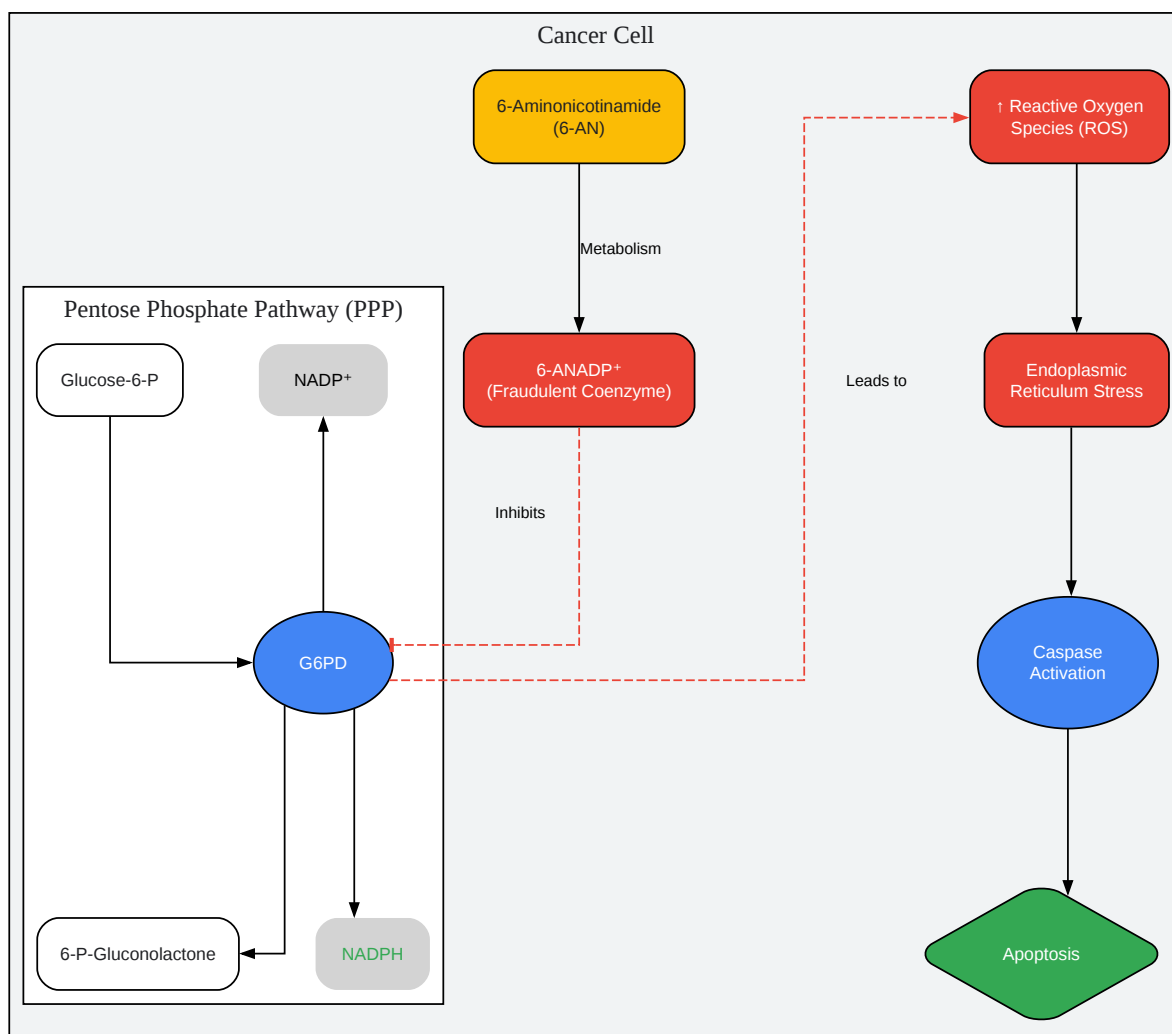 Cancer Cell
6-Aminonicotinamide
(6-AN)
↑ Reactive Oxygen
Species (ROS)
Metabolism
Pentose Phosphate Pathway (PPP)
Glucose-6-P
NADP⁺
6-ANADP⁺
(Fraudulent Coenzyme)
Leads to
Endoplasmic
Reticulum Stress
Inhibits
G6PD
Caspase
Activation
6-P-Gluconolactone
NADPH
Apoptosis